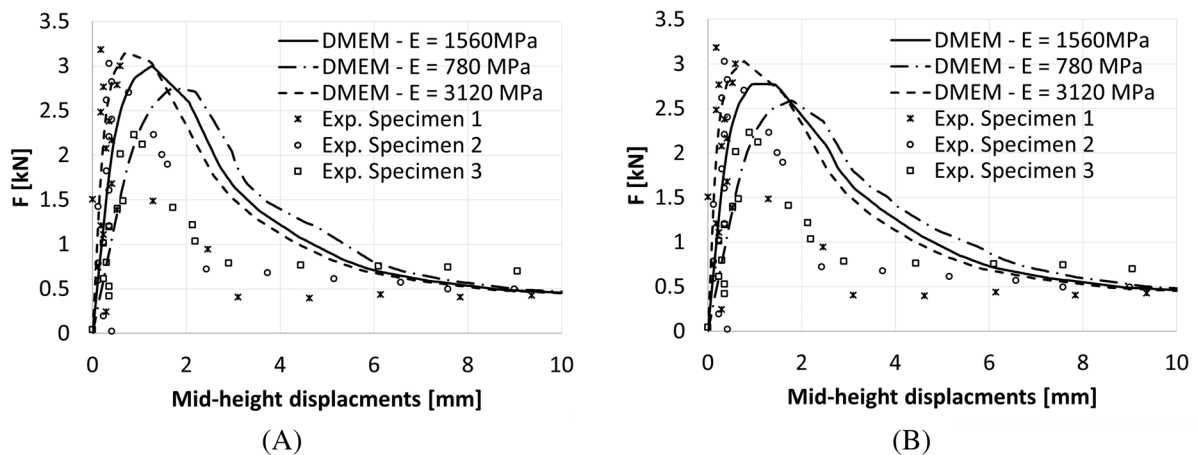 3.5
3
2.5
2
1.5
1
0.5
0
F [kN]
DMEM - E = 1560MPa
DMEM - E = 780 MPa
DMEM - E = 3120 MPa
Exp. Specimen 1
Exp. Specimen 2
Exp. Specimen 3
0 2 4 6 8 10
Mid-height displacments [mm]
(A)
3.5
3
2.5
2
1.5
1
0.5
0
F [kN]
DMEM - E = 1560MPa
DMEM - E = 780 MPa
DMEM - E = 3120 MPa
Exp. Specimen 1
Exp. Specimen 2
Exp. Specimen 3
0 2 4 6 8 10
Mid-height displacments [mm]
(B)